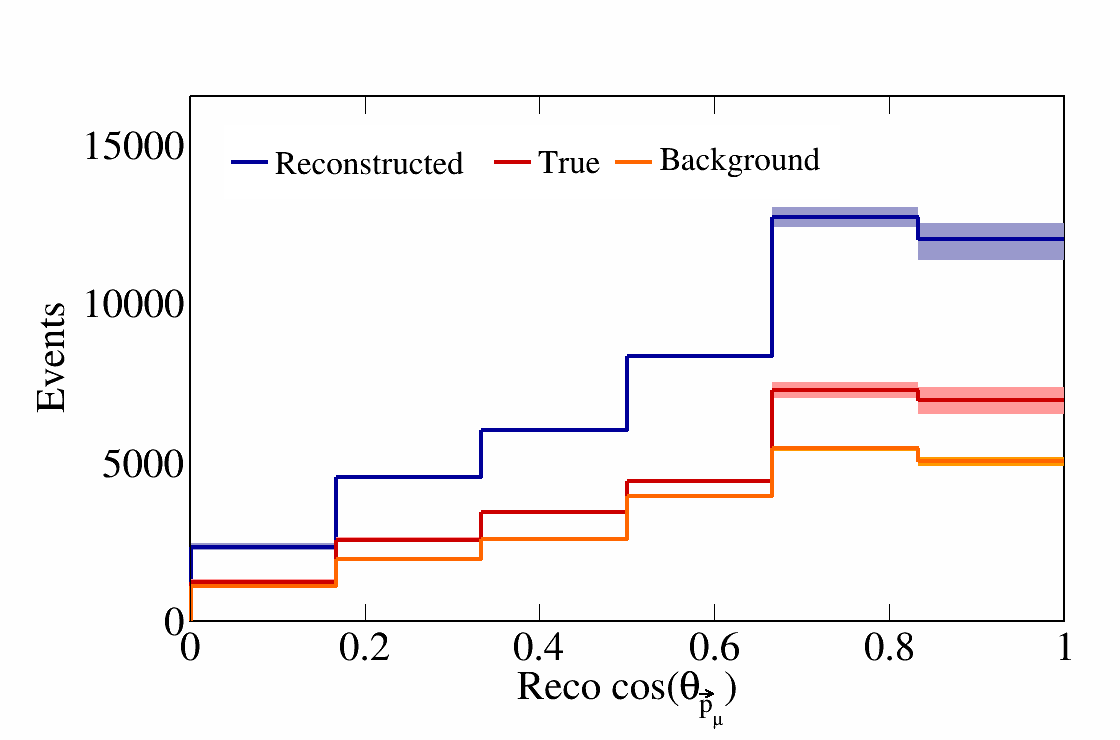 15000
10000
5000
0
Reconstructed True Background
Events
0 0.2 0.4 0.6 0.8 1
Reco cos(θp⃗μ)